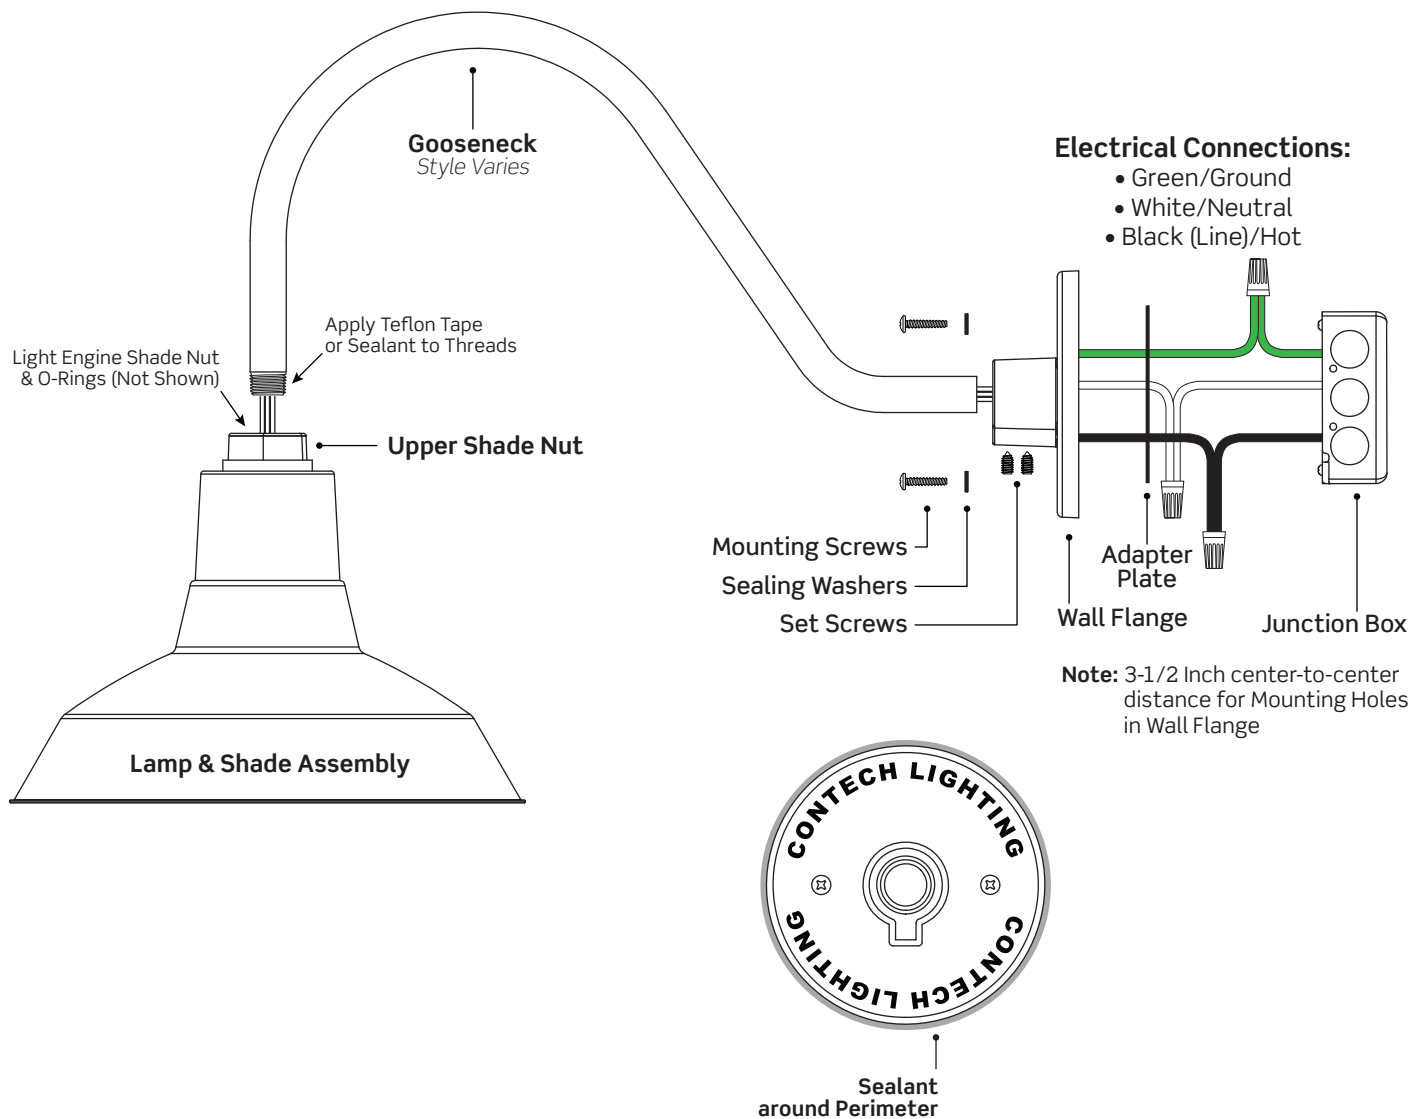 Gooseneck
Style Varies
Electrical Connections:
• Green/Ground
• White/Neutral
• Black (Line)/Hot
Apply Teflon Tape
or Sealant to Threads
Light Engine Shade Nut
& O-Rings (Not Shown)
Upper Shade Nut
Mounting Screws
Sealing Washers
Set Screws
Adapter
Plate
Wall Flange
Junction Box
Note: 3-1/2 Inch center-to-center
distance for Mounting Holes
in Wall Flange
Lamp & Shade Assembly
CONTECH LIGHTING
CONTECH LIGHTING
Sealant
around Perimeter